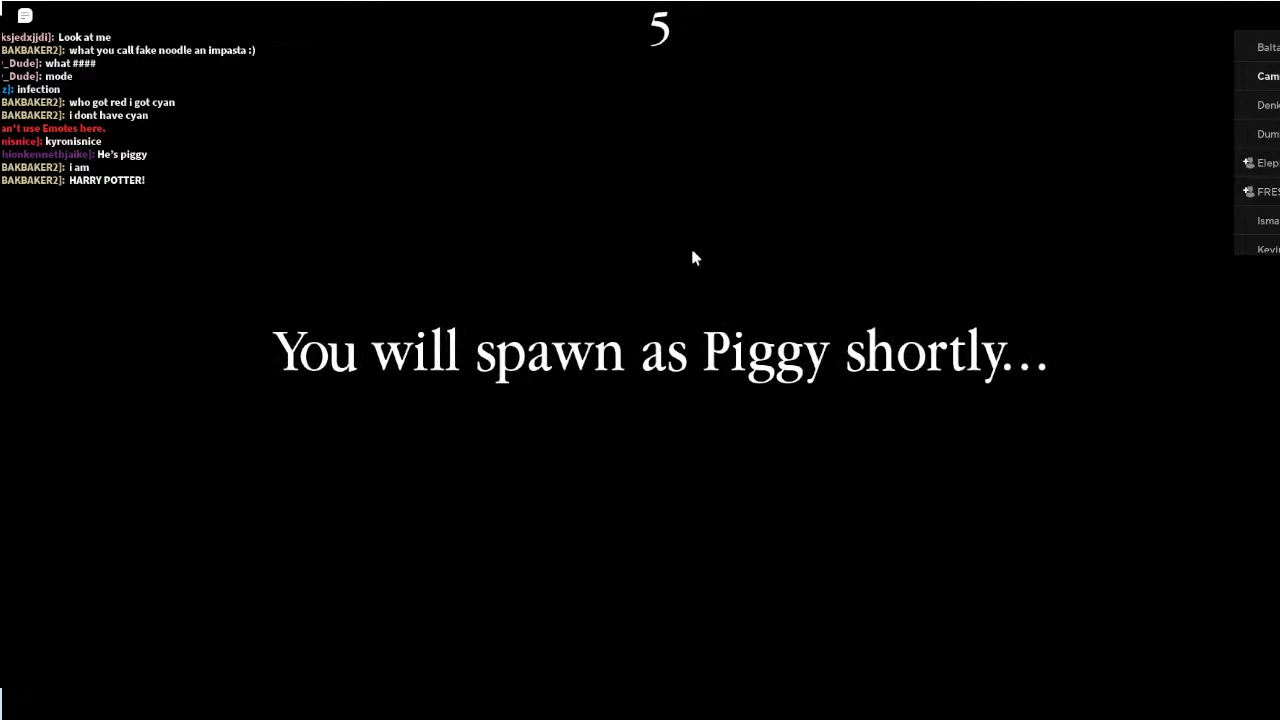 5
ksjedxjjdi]: Look at me
BAKBAKER2]: what you call fake noodle an impasta :)
_Dude]: what ####
_Dude]: mode
z]: infection
BAKBAKER2]: who got red i got cyan
BAKBAKER2]: i dont have cyan
an't use Emotes here.
nisnice]: kyronisnice
hionkennethjaike]: He's piggy
BAKBAKER2]: i am
BAKBAKER2]: HARRY POTTER!
Balta
Cam
Denk
Dum
Elep
FRES
Isma
Kevi
You will spawn as Piggy shortly...